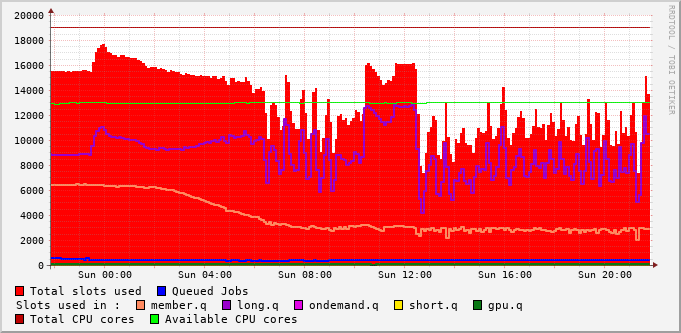 20000
18000
16000
14000
12000
10000
8000
6000
4000
2000
0
Sun 00:00 Sun 04:00 Sun 08:00 Sun 12:00 Sun 16:00 Sun 20:00
RRDTOOL / TOBI OETIKER
Total slots used Queued Jobs
Slots used in : member.q long.q ondemand.q short.q gpu.q
Total CPU cores Available CPU cores